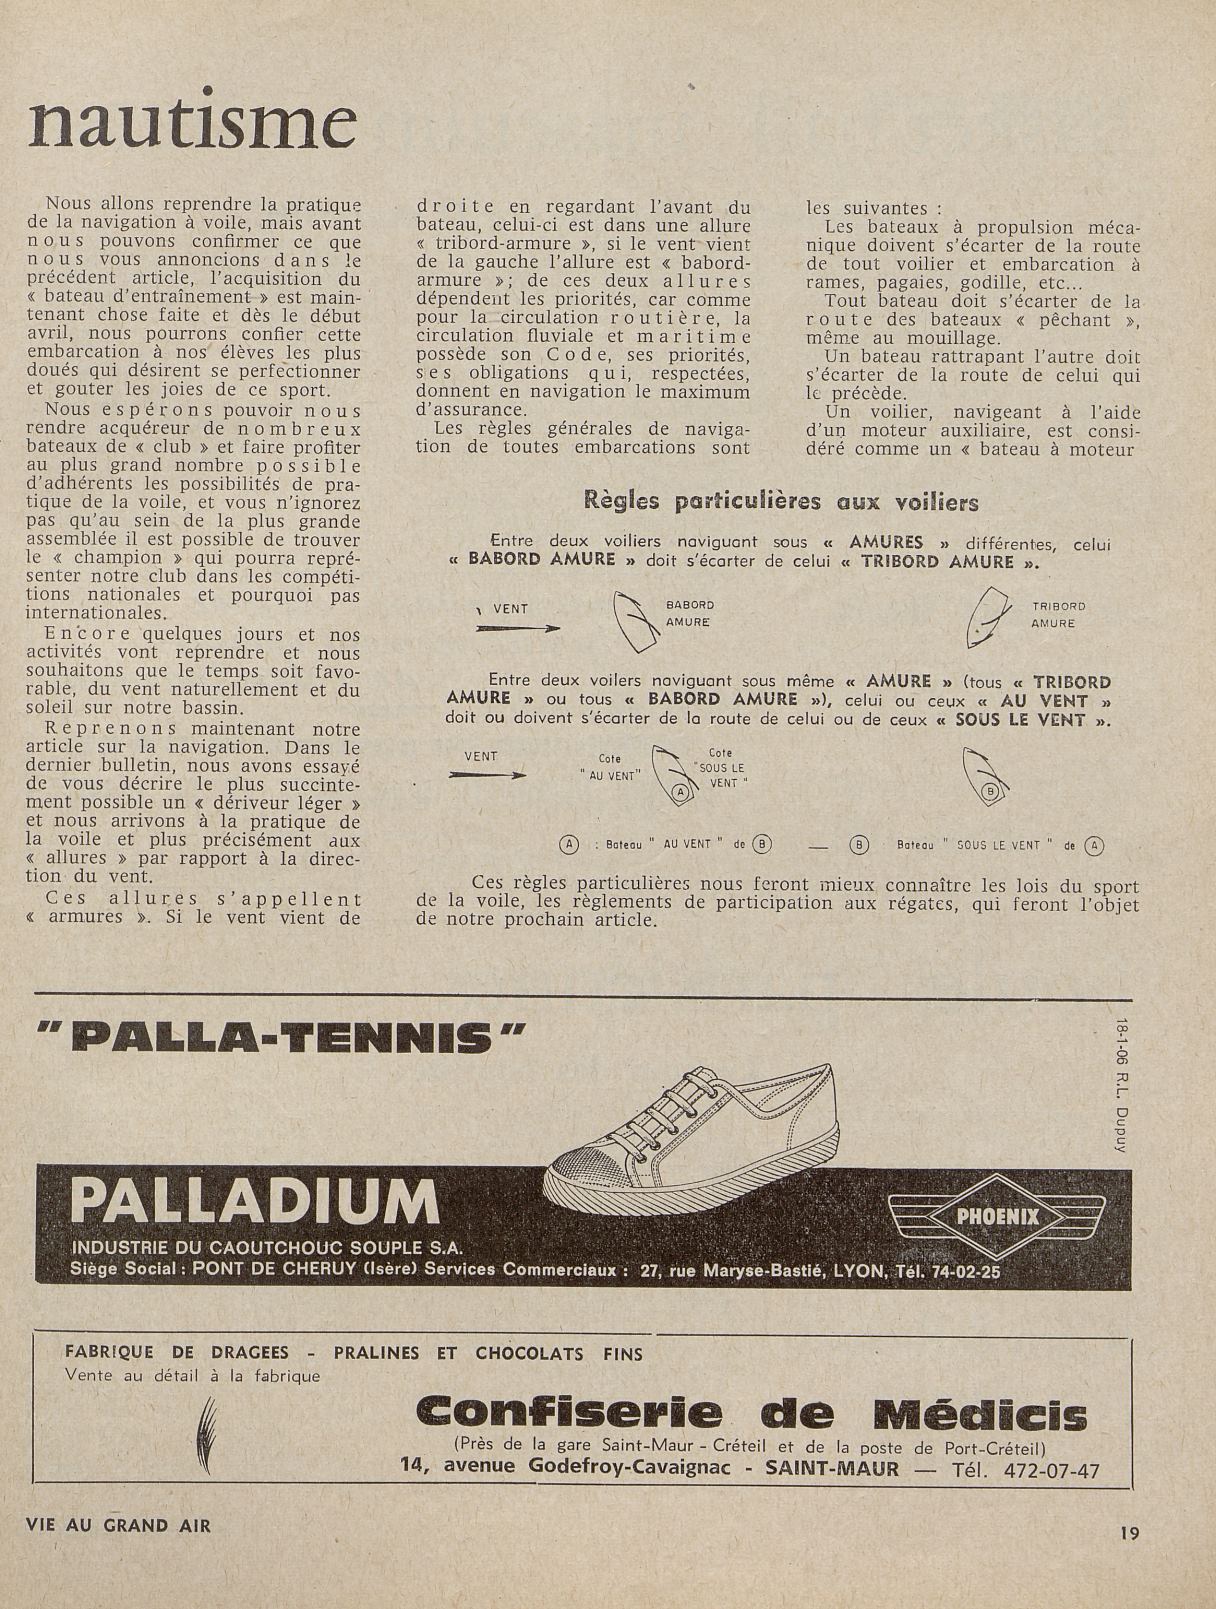 nautisme
Nous allons reprendre la pratique
de la navigation à voile, mais avant
nous pouvons confirmer ce que
nous vous annoncions dans le
précédent article, l'acquisition du
« bateau d'entraînement » est main-
tenant chose faite et dès le début
avril, nous pourrons confier cette
embarcation à nos élèves les plus
doués qui désirent se perfectionner
et gouter les joies de ce sport.
Nous espérons pouvoir nous
rendre acquéreur de nombreux
bateaux de « club » et faire profiter
au plus grand nombre possible
d'adhérents les possibilités de pra-
tique de la voile, et vous n'ignorez
pas qu'au sein de la plus grande
assemblée il est possible de trouver
le « champion » qui pourra repré-
senter notre club dans les compéti-
tions nationales et pourquoi pas
internationales.
Encore quelques jours et nos
activités vont reprendre et nous
souhaitons que le temps soit favo-
rable, du vent naturellement et du
soleil sur notre bassin.
Reprenons maintenant notre
article sur la navigation. Dans le
dernier bulletin, nous avons essayé
de vous décrire le plus succinte-
ment possible un « dériveur léger »
et nous arrivons à la pratique de
la voile et plus précisément aux
« allures » par rapport à la direc-
tion du vent.
Ces allures s'appellent
« armures ». Si le vent vient de
droite en regardant l'avant du
bateau, celui-ci est dans une allure
« tribord-armure », si le vent vient
de la gauche l'allure est « babord-
armure »; de ces deux allures
dépendent les priorités, car comme
pour la circulation routière, la
circulation fluviale et maritime
possède son Code, ses priorités,
ses obligations qui, respectées,
donnent en navigation le maximum
d'assurance.
Les règles générales de naviga-
tion de toutes embarcations sont
les suivantes :
Les bateaux à propulsion méca-
nique doivent s'écarter de la route
de tout voilier et embarcation à
rames, pagaies, godille, etc...
Tout bateau doit s'écarter de la
route des bateaux « pêchant »,
même au mouillage.
Un bateau rattrapant l'autre doit
s'écarter de la route de celui qui
le précède.
Un voilier, navigeant à l'aide
d'un moteur auxiliaire, est consi-
déré comme un « bateau à moteur
Règles particulières aux voiliers
Entre deux voiliers naviguant sous « AMURES » différentes, celui
« BABORD AMURE » doit s'écarter de celui « TRIBORD AMURE ».
VENT
BABORD
AMURE
TRIBORD
AMURE
Entre deux voilers naviguant sous même « AMURE » (tous « TRIBORD
AMURE » ou tous « BABORD AMURE »), celui ou ceux « AU VENT »
doit ou doivent s'écarter de la route de celui ou de ceux « SOUS LE VENT ».
VENT
Cote
" AU VENT"
A
Cote
"SOUS LE
VENT "
B
A : Bateau " AU VENT " de B — B Bateau " SOUS LE VENT " de A
Ces règles particulières nous feront mieux connaître les lois du sport
de la voile, les règlements de participation aux régates, qui feront l'objet
de notre prochain article.
"PALLA-TENNIS"
18-1-06 R.L. Dupuy
PALLADIUM
INDUSTRIE DU CAOUTCHOUC SOUPLE S.A.
Siège Social : PONT DE CHERUY (Isère) Services Commerciaux : 27, rue Maryse-Bastié, LYON, Tél. 74-02-25
PHOENIX
FABRIQUE DE DRAGEES - PRALINES ET CHOCOLATS FINS
Vente au détail à la fabrique
Confiserie de Médicis
(Près de la gare Saint-Maur - Créteil et de la poste de Port-Créteil)
14, avenue Godefroy-Cavaignac - SAINT-MAUR — Tél. 472-07-47
VIE AU GRAND AIR
19